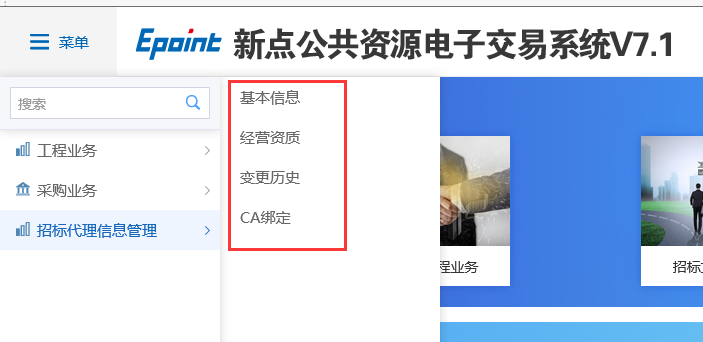 菜单
Epoint 新点公共资源电子交易系统V7.1
搜索
工程业务
采购业务
招标代理信息管理
基本信息
经营资质
变更历史
CA绑定
程业务
招标